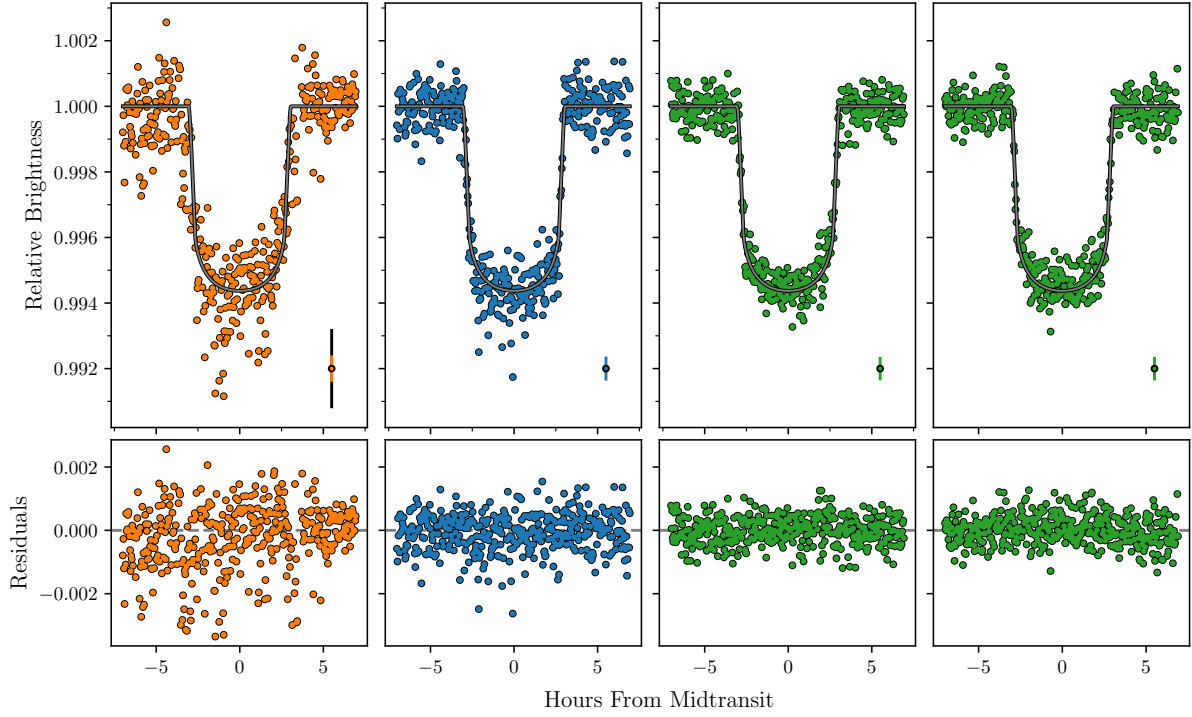 Relative Brightness
1.002
1.000
0.998
0.996
0.994
0.992
Residuals
0.002
0.000
−0.002
−5 0 5 −5 0 5 −5 0 5 −5 0 5
Hours From Midtransit